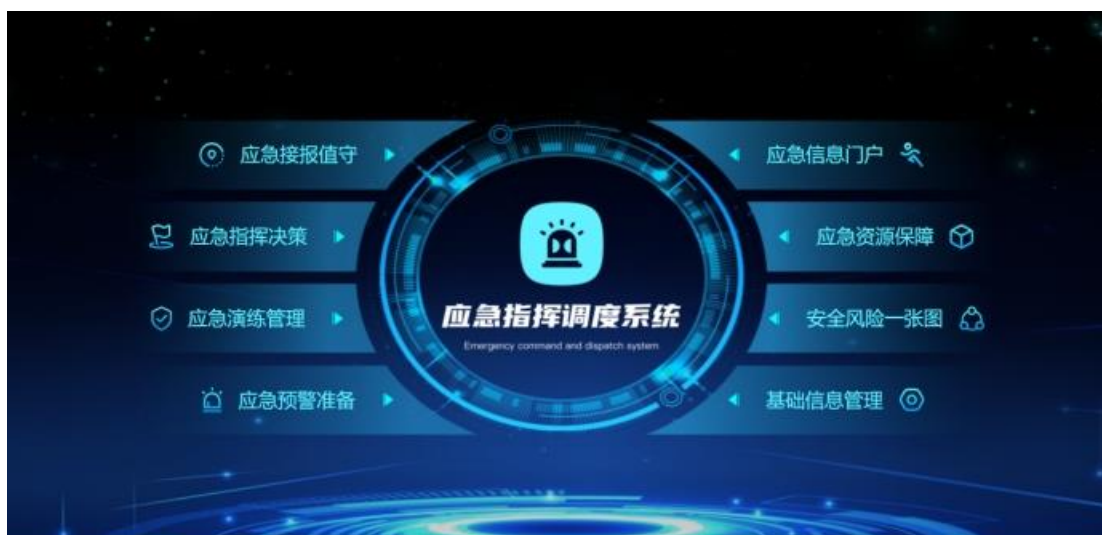 应急接报值守
应急信息门户
应急指挥决策
应急资源保障
应急指挥调度系统
Emergency command and dispatch system
应急演练管理
安全风险一张图
应急预警准备
基础信息管理